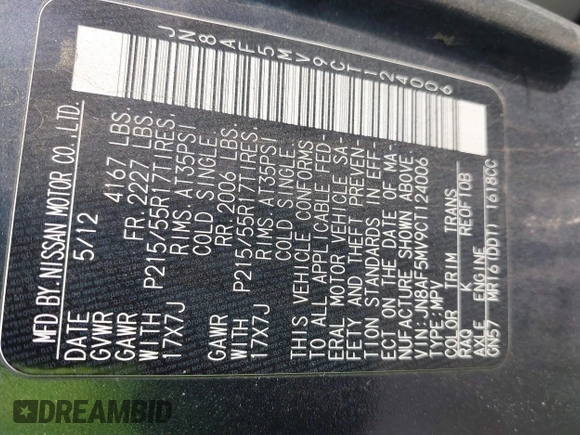 JN8AF5MV9CT124006
MFD.BY.NISSAN MOTOR CO.,LTD.
DATE 5/12
GVWR 4167 LBS.
GAWR FR 2227 LBS.
WITH P215/55R17TIRES.
17X7J RIMS.AT35PSI
COLD SINGLE.
GAWR RR 2006 LBS.
WITH P215/55R17TIRES.
17X7J RIMS.AT35PSI
COLD SINGLE.
THIS VEHICLE CONFORMS
TO ALL APPLICABLE FED-
ERAL MOTOR VEHICLE SA-
FETY AND THEFT PREVEN
TION STANDARDS IN EFF-
ECT ON THE DATE OF MA-
NUFACTURE SHOWN ABOVE.
VIN: JN8AF5MV9CT124006
TYPE:MPV
COLOR TRIM TRANS
RAQ K RE0F10B
AXLE ENGINE
GN57 MR16(DD)] 1618CC
DREAMBID